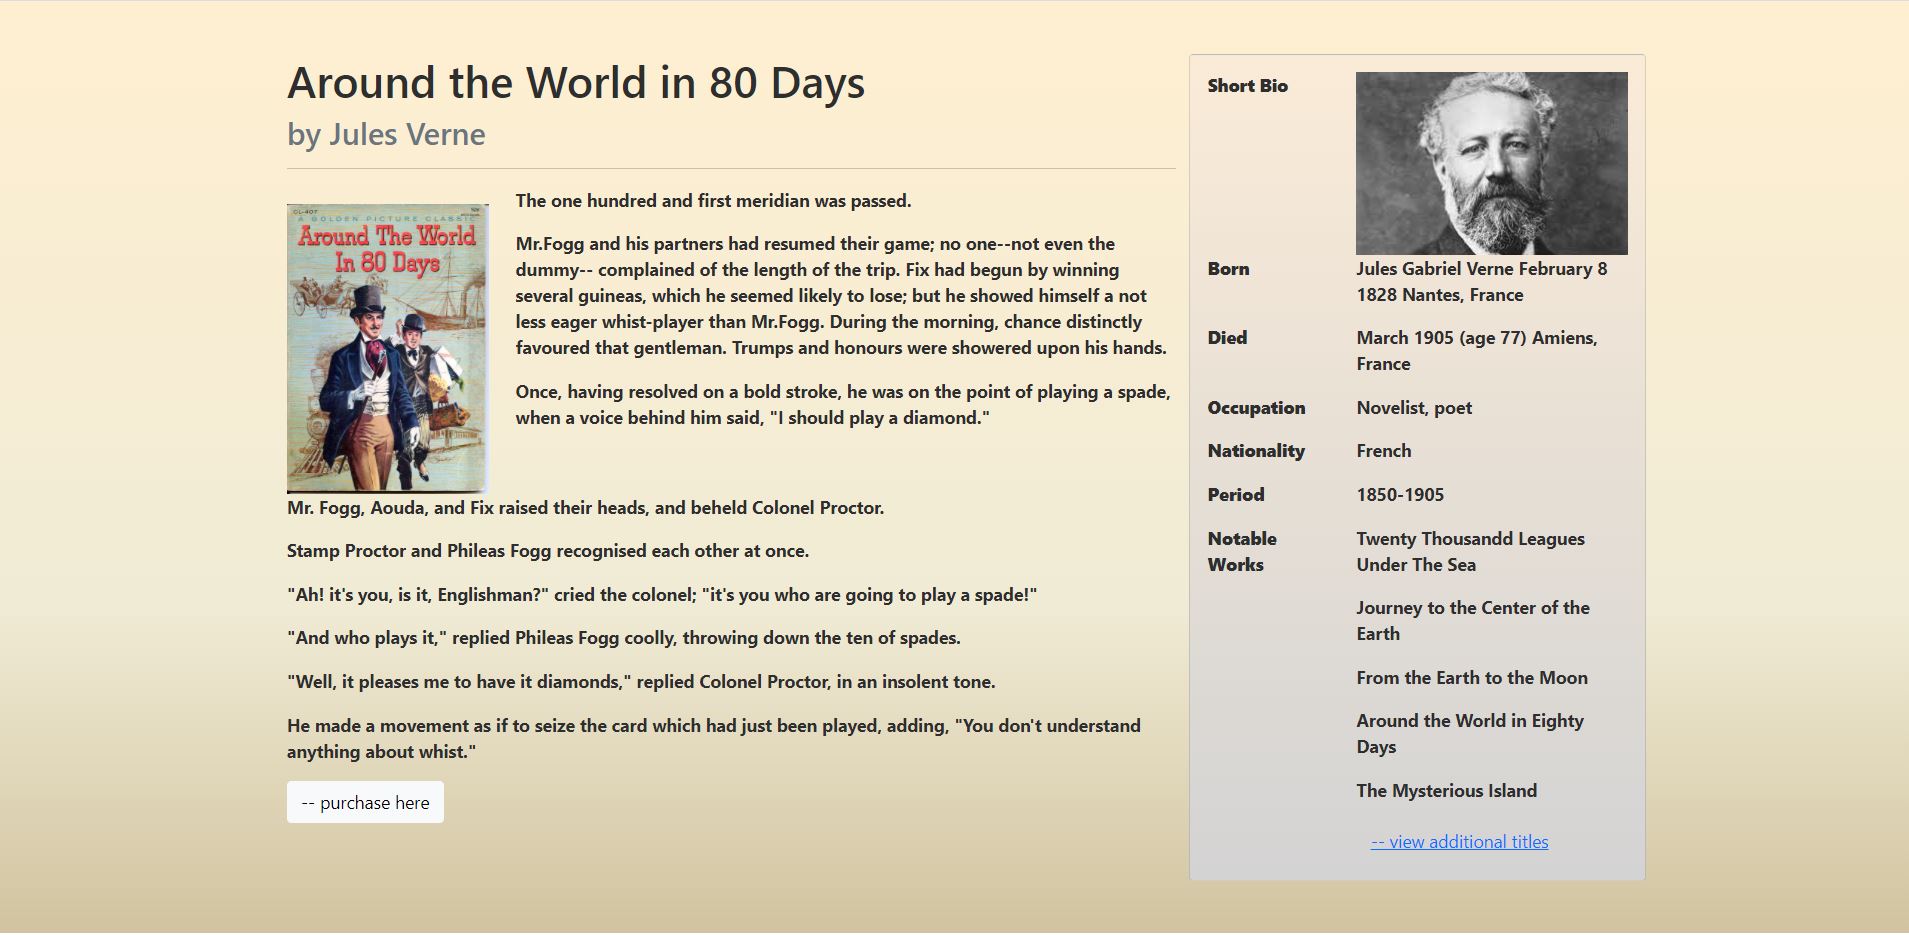 Around the World in 80 Days
by Jules Verne
OL-407
A GOLDEN PICTURE CLASSIC
Around The World
In 80 Days
The one hundred and first meridian was passed.
Mr.Fogg and his partners had resumed their game; no one--not even the
dummy-- complained of the length of the trip. Fix had begun by winning
several guineas, which he seemed likely to lose; but he showed himself a not
less eager whist-player than Mr.Fogg. During the morning, chance distinctly
favoured that gentleman. Trumps and honours were showered upon his hands.
Once, having resolved on a bold stroke, he was on the point of playing a spade,
when a voice behind him said, "I should play a diamond."
Mr. Fogg, Aouda, and Fix raised their heads, and beheld Colonel Proctor.
Stamp Proctor and Phileas Fogg recognised each other at once.
"Ah! it's you, is it, Englishman?" cried the colonel; "it's you who are going to play a spade!"
"And who plays it," replied Phileas Fogg coolly, throwing down the ten of spades.
"Well, it pleases me to have it diamonds," replied Colonel Proctor, in an insolent tone.
He made a movement as if to seize the card which had just been played, adding, "You don't understand
anything about whist."
-- purchase here
Short Bio
Born
Jules Gabriel Verne February 8
1828 Nantes, France
Died
March 1905 (age 77) Amiens,
France
Occupation
Novelist, poet
Nationality
French
Period
1850-1905
Notable
Works
Twenty Thousandd Leagues
Under The Sea
Journey to the Center of the
Earth
From the Earth to the Moon
Around the World in Eighty
Days
The Mysterious Island
-- view additional titles